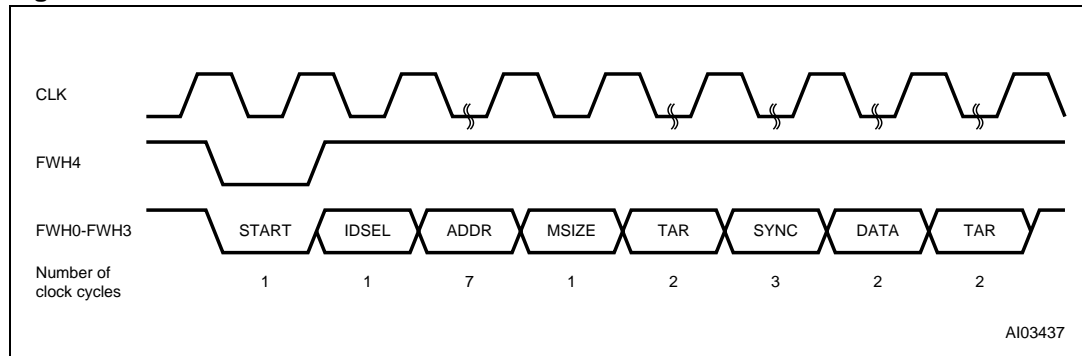 CLK
FWH4
FWH0-FWH3 START IDSEL ADDR MSIZE TAR SYNC DATA TAR
Number of
clock cycles 1 1 7 1 2 3 2 2
AI03437